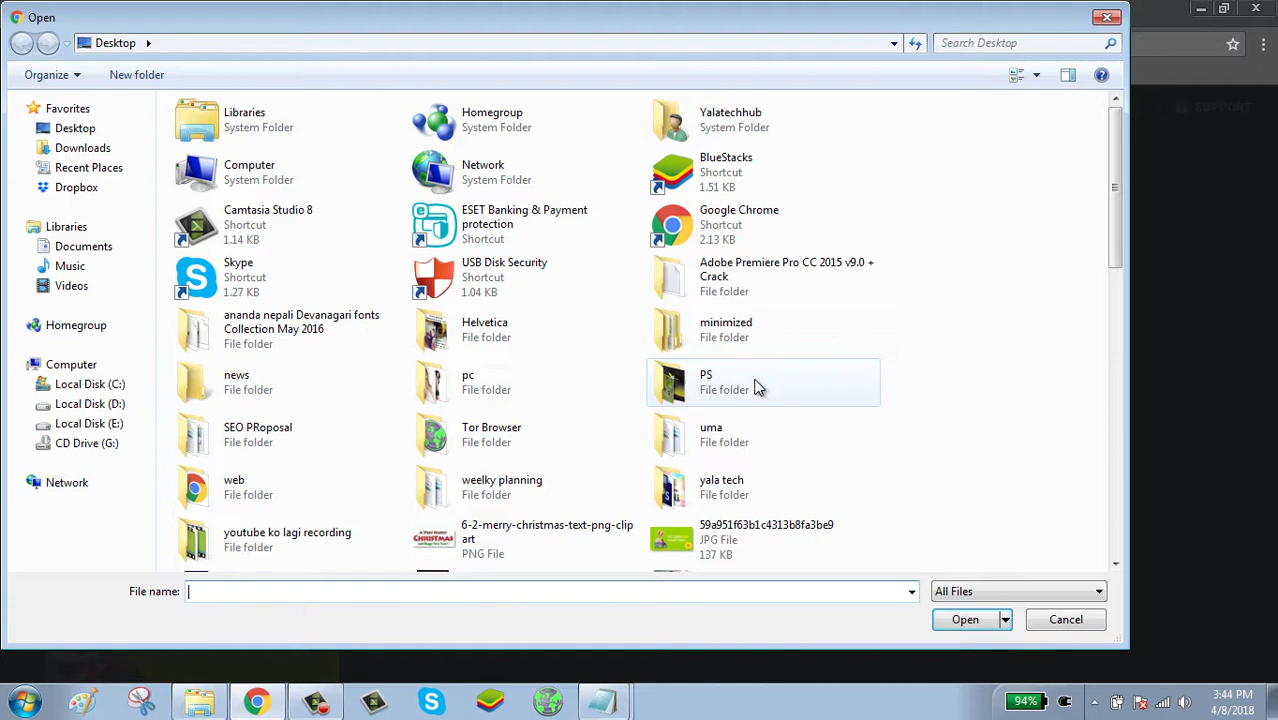 Open
Desktop
Search Desktop
Organize
New folder
SUPPORT
Favorites
Desktop
Downloads
Recent Places
Dropbox
Libraries
Documents
Music
Videos
Homegroup
Computer
Local Disk (C:)
Local Disk (D:)
Local Disk (E:)
CD Drive (G:)
Network
Libraries
System Folder
Homegroup
System Folder
Yalatechhub
System Folder
Computer
System Folder
Network
System Folder
BlueStacks
Shortcut
1.51 KB
Camtasia Studio 8
Shortcut
1.14 KB
ESET Banking & Payment
protection
Shortcut
Google Chrome
Shortcut
2.13 KB
Skype
Shortcut
1.27 KB
USB Disk Security
Shortcut
1.04 KB
Adobe Premiere Pro CC 2015 v9.0 +
Crack
File folder
ananda nepali Devanagari fonts
Collection May 2016
File folder
Helvetica
File folder
minimized
File folder
news
File folder
pc
File folder
PS
File folder
SEO PRoposal
File folder
Tor Browser
File folder
uma
File folder
web
File folder
weelky planning
File folder
yala tech
File folder
youtube ko lagi recording
File folder
6-2-merry-christmas-text-png-clip
art
PNG File
59a951f63b1c4313b8fa3be9
JPG File
137 KB
File name:
All Files
Open
Cancel
94%
3:44 PM
4/8/2018